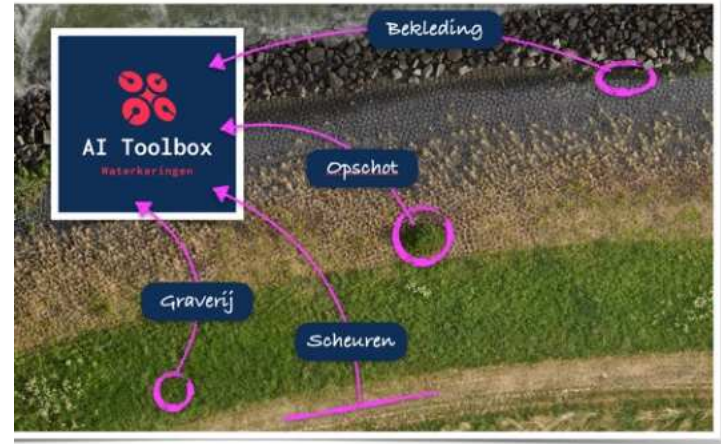 Bekleding
AI Toolbox
Waterkeringen
Opschot
Graverij
Scheuren